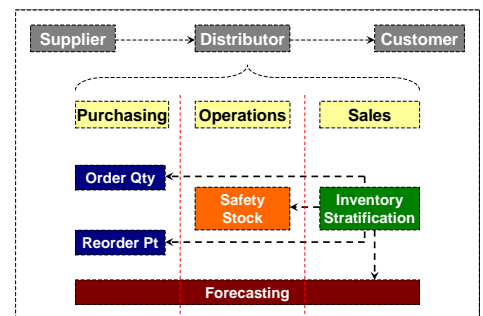 Supplier
Distributor
Customer
Purchasing
Operations
Sales
Order Qty
Safety
Stock
Inventory
Stratification
Reorder Pt
Forecasting